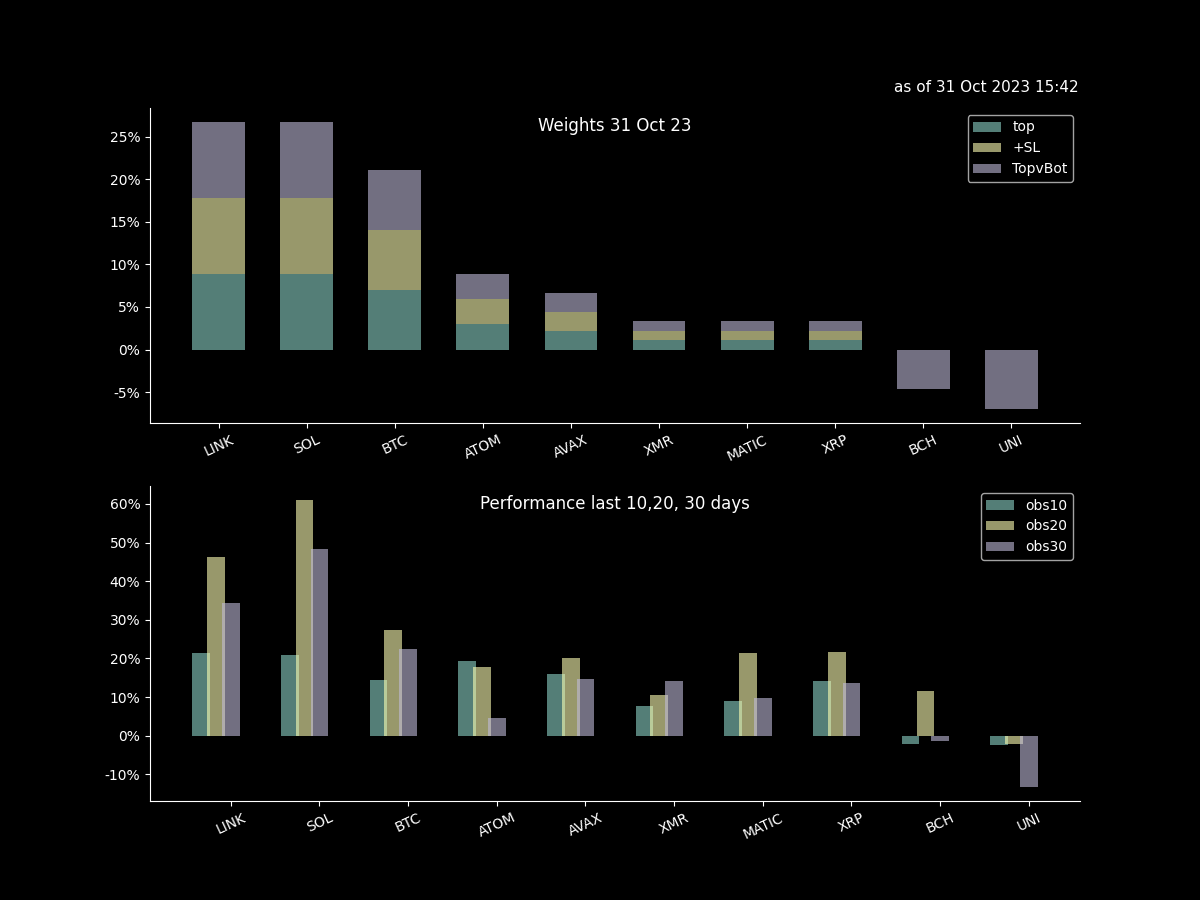 as of 31 Oct 2023 15:42
Weights 31 Oct 23
top
+SL
TopvBot
25%
20%
15%
10%
5%
0%
-5%
LINK SOL BTC ATOM AVAX XMR MATIC XRP BCH UNI
Performance last 10,20, 30 days
obs10
obs20
obs30
60%
50%
40%
30%
20%
10%
0%
-10%
LINK SOL BTC ATOM AVAX XMR MATIC XRP BCH UNI